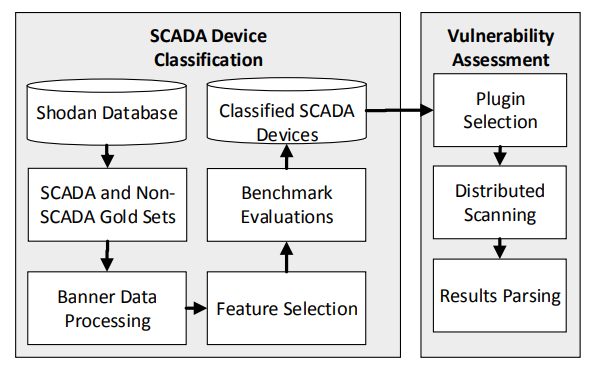 SCADA Device
Classification
Shodan Database
SCADA and Non-
SCADA Gold Sets
Banner Data
Processing
Feature Selection
Benchmark
Evaluations
Classified SCADA
Devices
Vulnerability
Assessment
Plugin
Selection
Distributed
Scanning
Results Parsing